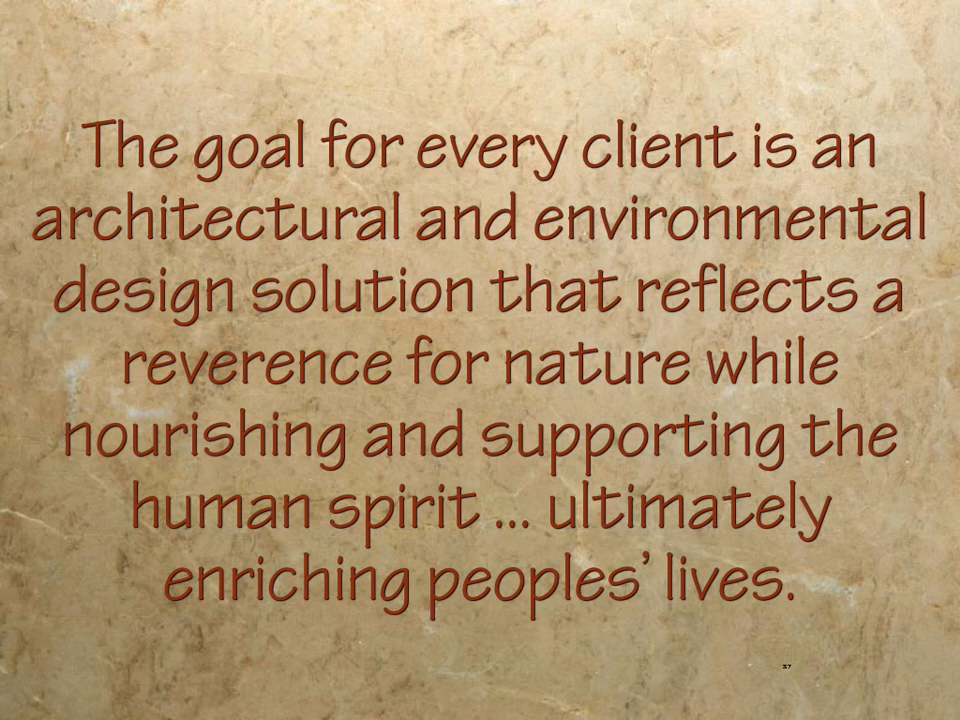 The goal for every client is an
architectural and environmental
design solution that reflects a
reverence for nature while
nourishing and supporting the
human spirit ... ultimately
enriching peoples’ lives.
37